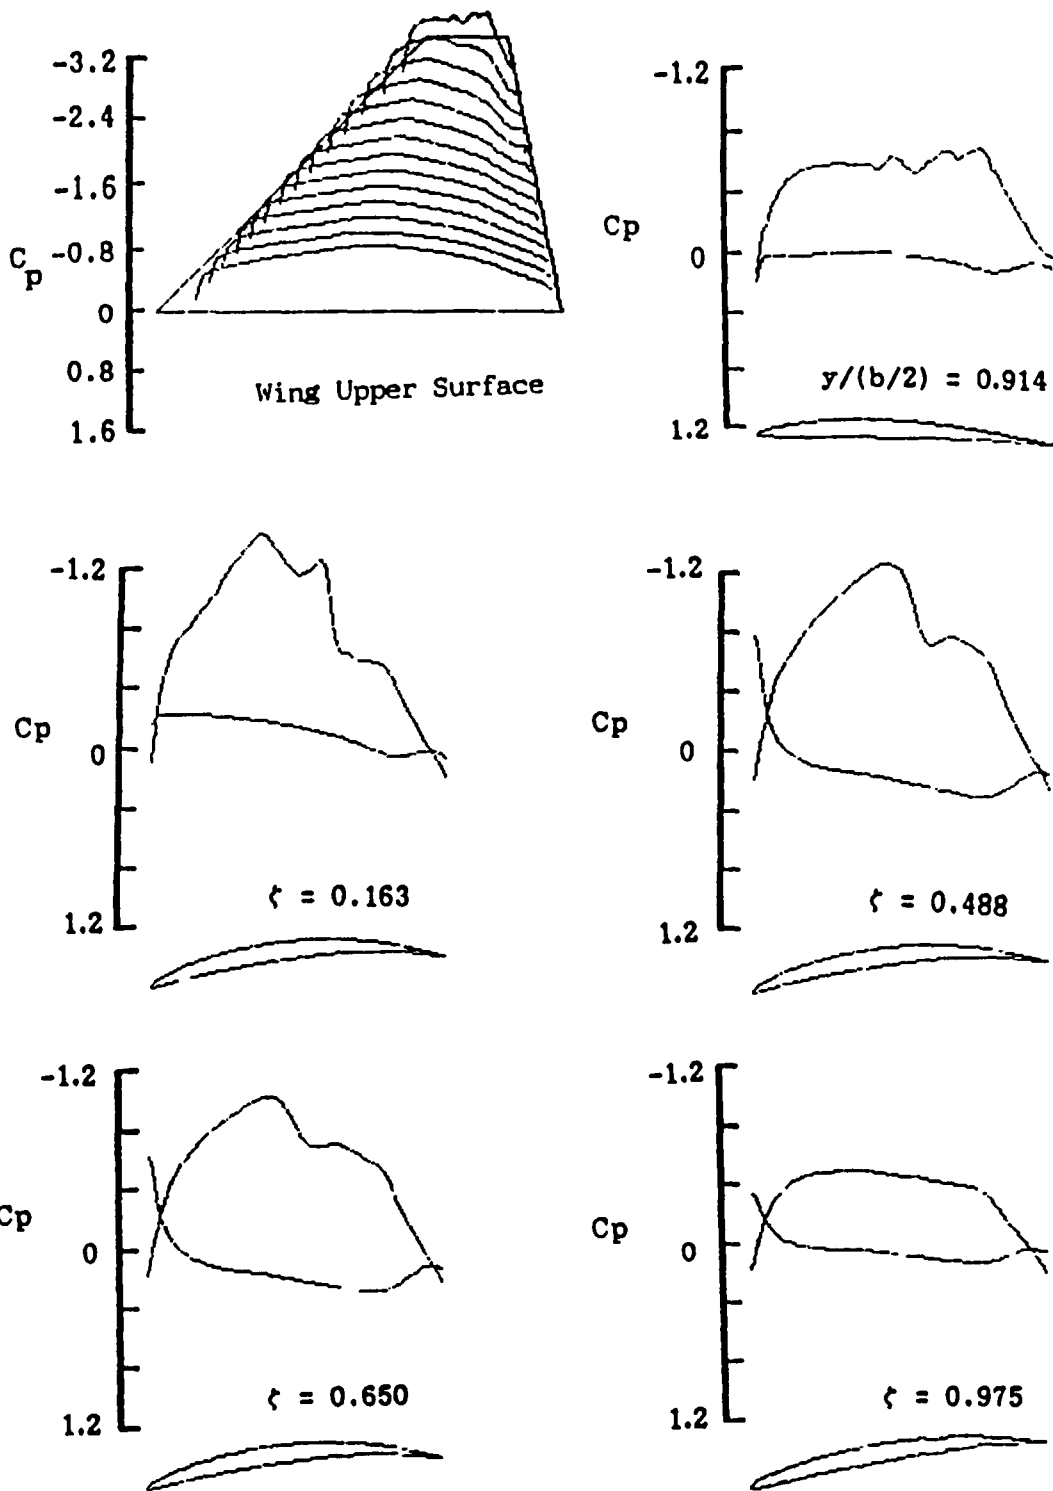 -3.2
-2.4
-1.6
-0.8
Cp
0
0.8
1.6
Wing Upper Surface
-1.2
Cp
0
y/(b/2) = 0.914
1.2
-1.2
Cp
0
ζ = 0.163
1.2
-1.2
Cp
0
ζ = 0.488
1.2
-1.2
Cp
0
ζ = 0.650
1.2
-1.2
Cp
0
ζ = 0.975
1.2